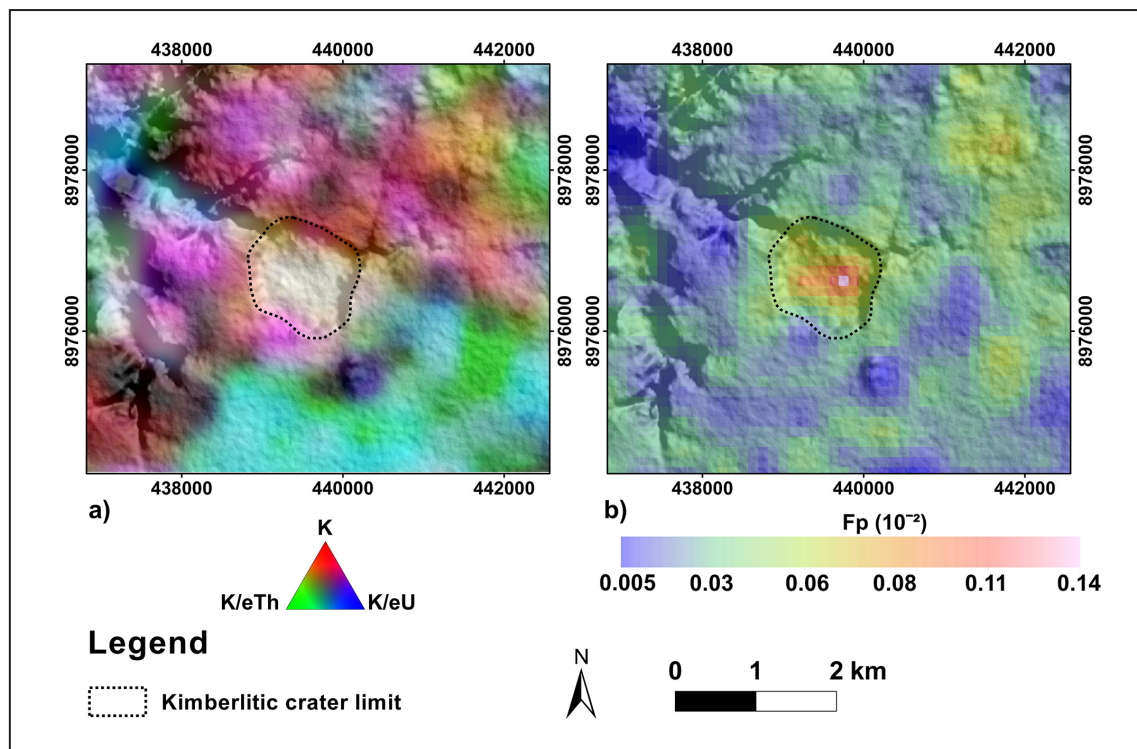 438000 440000 442000
438000 440000 442000
8978000 8978000 8978000 8978000
8976000 8976000 8976000 8976000
438000 440000 442000
438000 440000 442000
a)
b)
Fp (10⁻²)
0.005 0.03 0.06 0.08 0.11 0.14
K
K/eTh K/eU
Legend
Kimberlitic crater limit
N
0 1 2 km